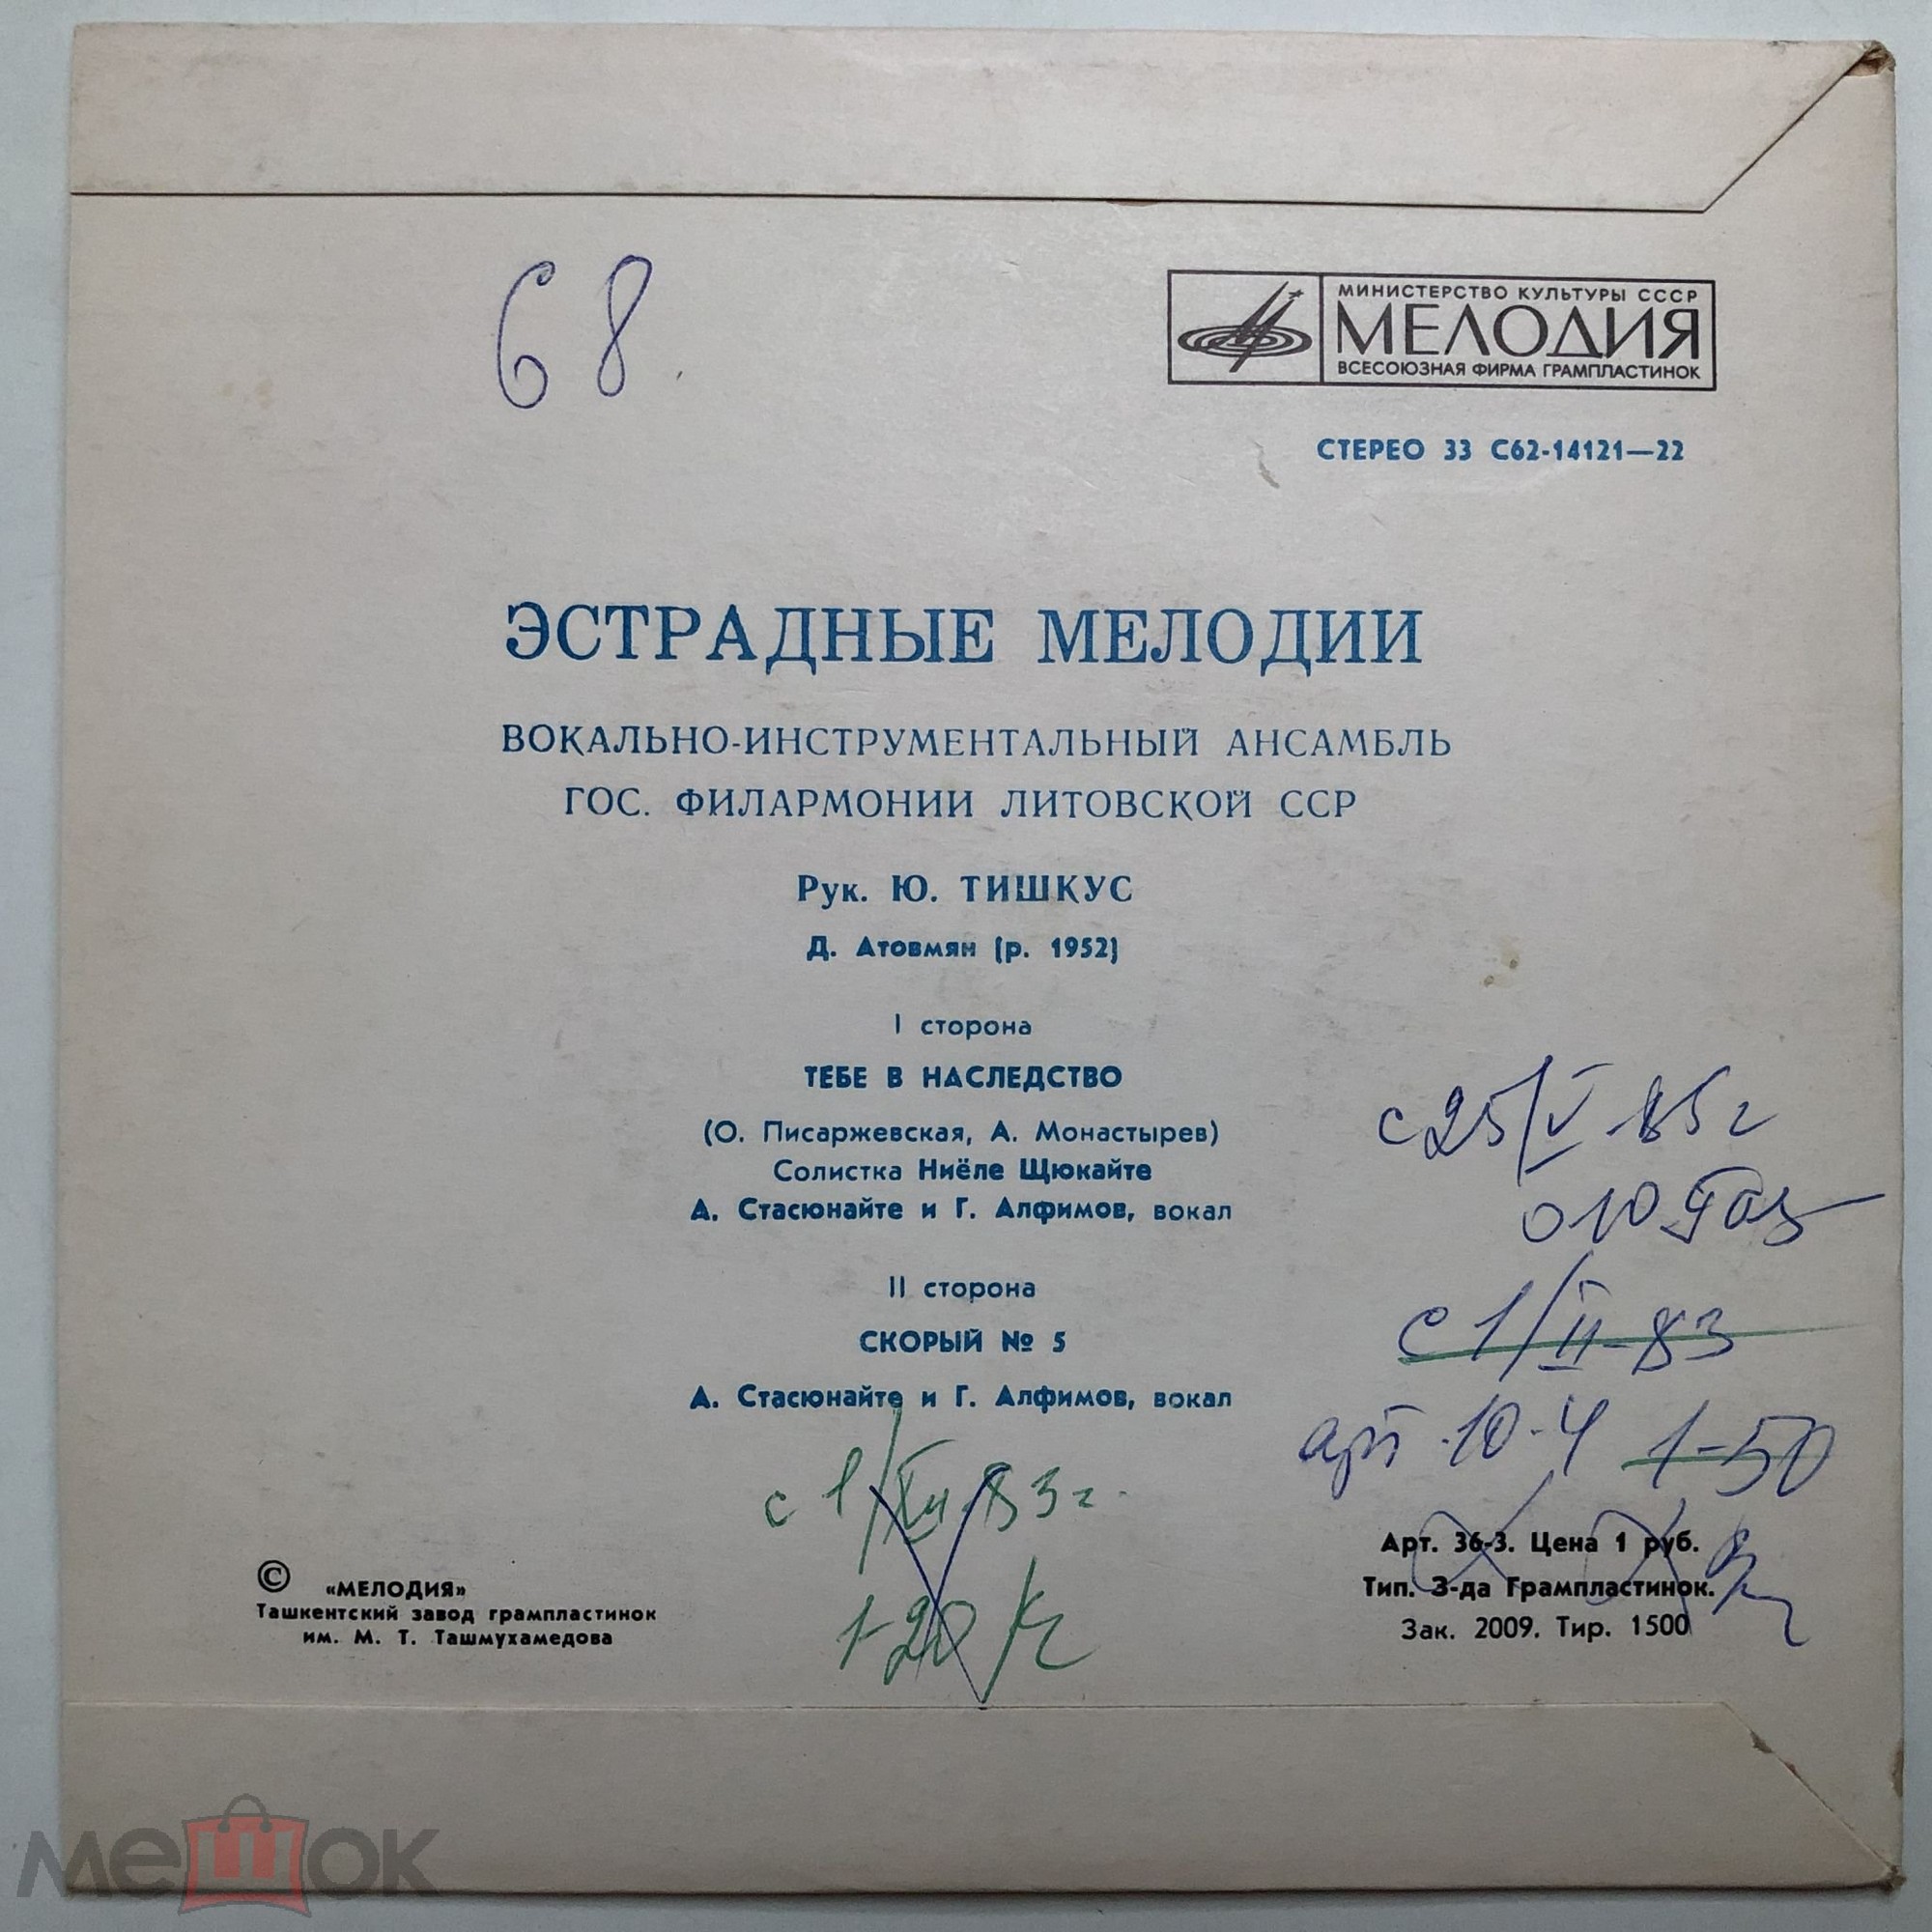 68.
МИНИСТЕРСТВО КУЛЬТУРЫ СССР
МЕЛОДИЯ
ВСЕСОЮЗНАЯ ФИРМА ГРАМПЛАСТИНОК
СТЕРЕО 33 С62-14121—22
ЭСТРАДНЫЕ МЕЛОДИИ
ВОКАЛЬНО-ИНСТРУМЕНТАЛЬНЫЙ АНСАМБЛЬ
ГОС. ФИЛАРМОНИИ ЛИТОВСКОЙ ССР
Рук. Ю. ТИШКУС
Д. Атовмян (р. 1952)
I сторона
ТЕБЕ В НАСЛЕДСТВО
(О. Писаржевская, А. Монастырев)
Солистка Ниёле Щюкайте
А. Стасюнайте и Г. Алфимов, вокал
II сторона
СКОРЫЙ № 5
А. Стасюнайте и Г. Алфимов, вокал
с 25/V-85г
с 1/II-83
арт. 10-4 1-50
с 1/XII 83г.
1-20
© «МЕЛОДИЯ»
Ташкентский завод грампластинок
им. М. Т. Ташмухамедова
Арт. 36-3. Цена 1 руб.
Тип. З-да Грампластинок.
Зак. 2009. Тир. 1500
мешок